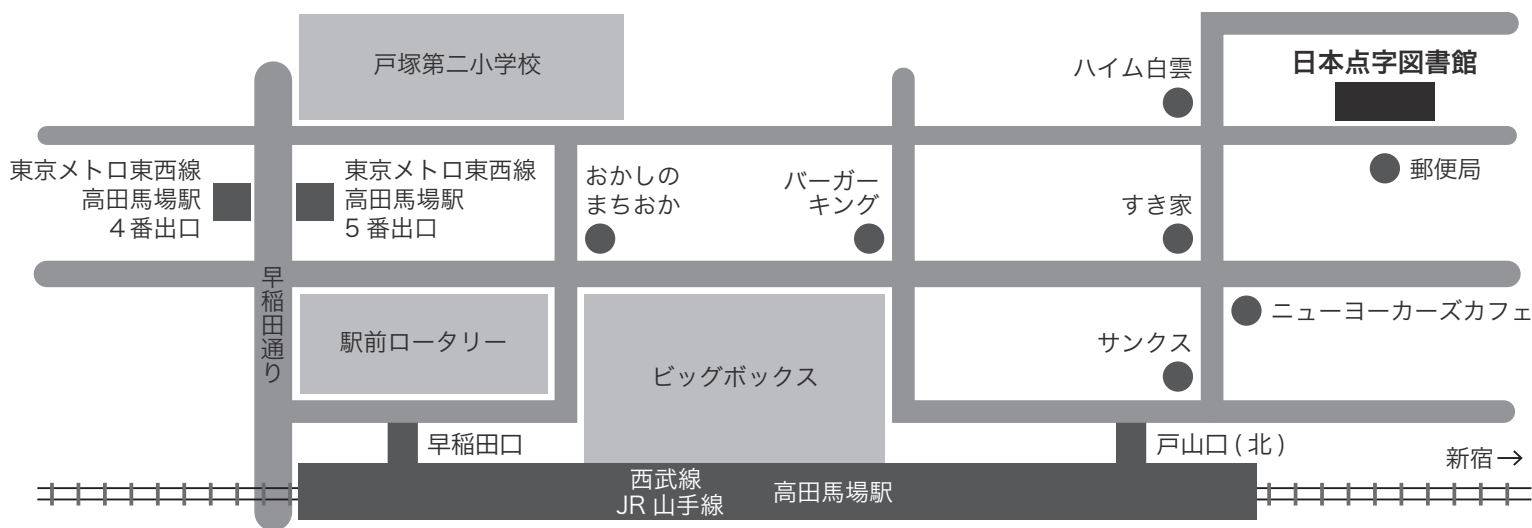 戸塚第二小学校
ハイム白雲
日本点字図書館
東京メトロ東西線
高田馬場駅
4番出口
東京メトロ東西線
高田馬場駅
5番出口
おかしの
まちおか
バーガー
キング
すき家
郵便局
早稲田通り
駅前ロータリー
ビッグボックス
サンクス
ニューヨーカーズカフェ
早稲田口
戸山口(北)
新宿→
西武線
JR山手線
高田馬場駅